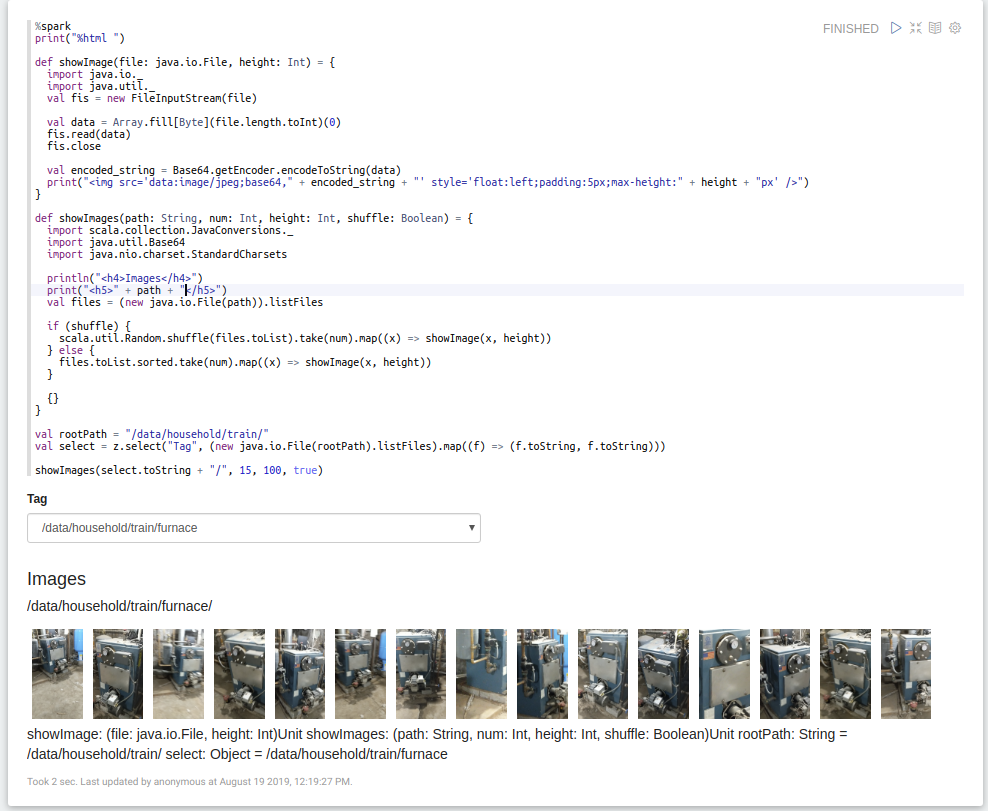 %spark
FINISHED
print("%html ")
def showImage(file: java.io.File, height: Int) = {
import java.io._
import java.util._
val fis = new FileInputStream(file)
val data = Array.fill[Byte](file.length.toInt)(0)
fis.read(data)
fis.close
val encoded_string = Base64.getEncoder.encodeToString(data)
print("<img src='data:image/jpeg;base64," + encoded_string + "' style='float:left;padding:5px;max-height:" + height + "px' />")
}
def showImages(path: String, num: Int, height: Int, shuffle: Boolean) = {
import scala.collection.JavaConversions._
import java.util.Base64
import java.nio.charset.StandardCharsets
println("<h4>Images</h4>")
print("<h5>" + path + "</h5>")
val files = (new java.io.File(path)).listFiles
if (shuffle) {
scala.util.Random.shuffle(files.toList).take(num).map((x) => showImage(x, height))
} else {
files.toList.sorted.take(num).map((x) => showImage(x, height))
}
{}
}
val rootPath = "/data/household/train/"
val select = z.select("Tag", (new java.io.File(rootPath).listFiles).map((f) => (f.toString, f.toString)))
showImages(select.toString + "/", 15, 100, true)
Tag
/data/household/train/furnace
Images
/data/household/train/furnace/
showImage: (file: java.io.File, height: Int)Unit showImages: (path: String, num: Int, height: Int, shuffle: Boolean)Unit rootPath: String =
/data/household/train/ select: Object = /data/household/train/furnace
Took 2 sec. Last updated by anonymous at August 19 2019, 12:19:27 PM.